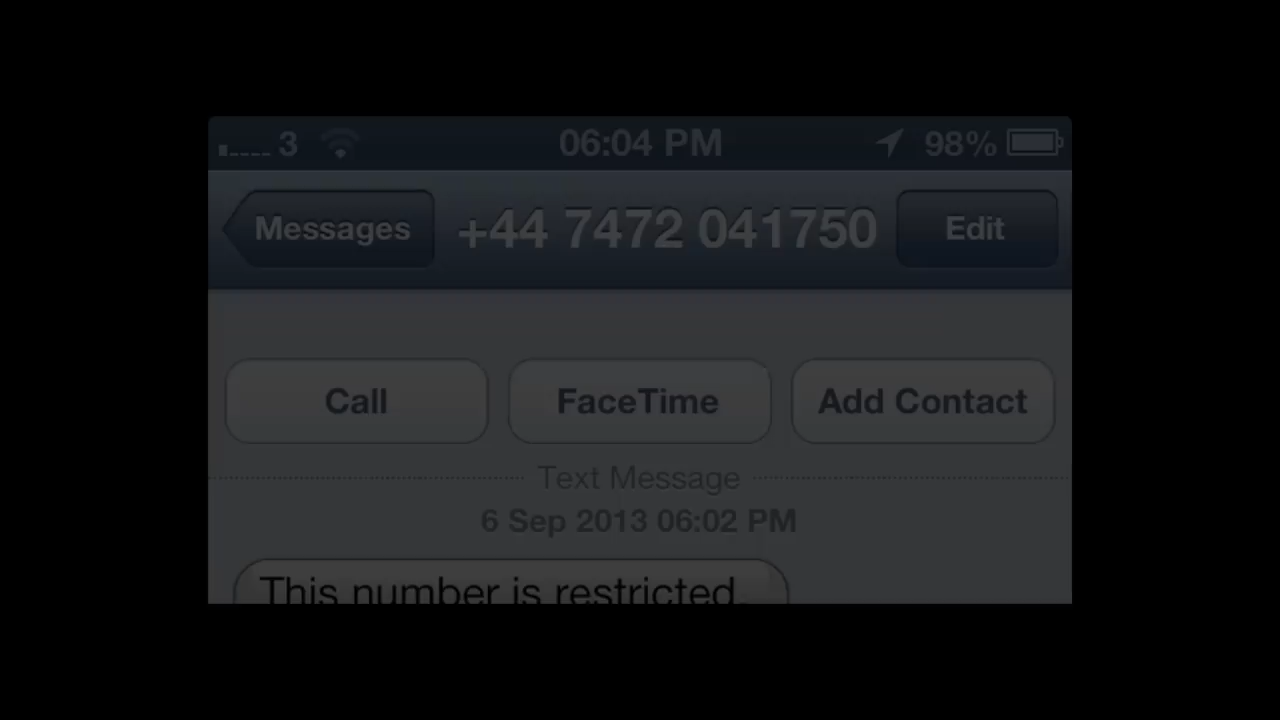 3 06:04 PM 98%
Messages +44 7472 041750 Edit
Call FaceTime Add Contact
Text Message
6 Sep 2013 06:02 PM
This number is restricted.